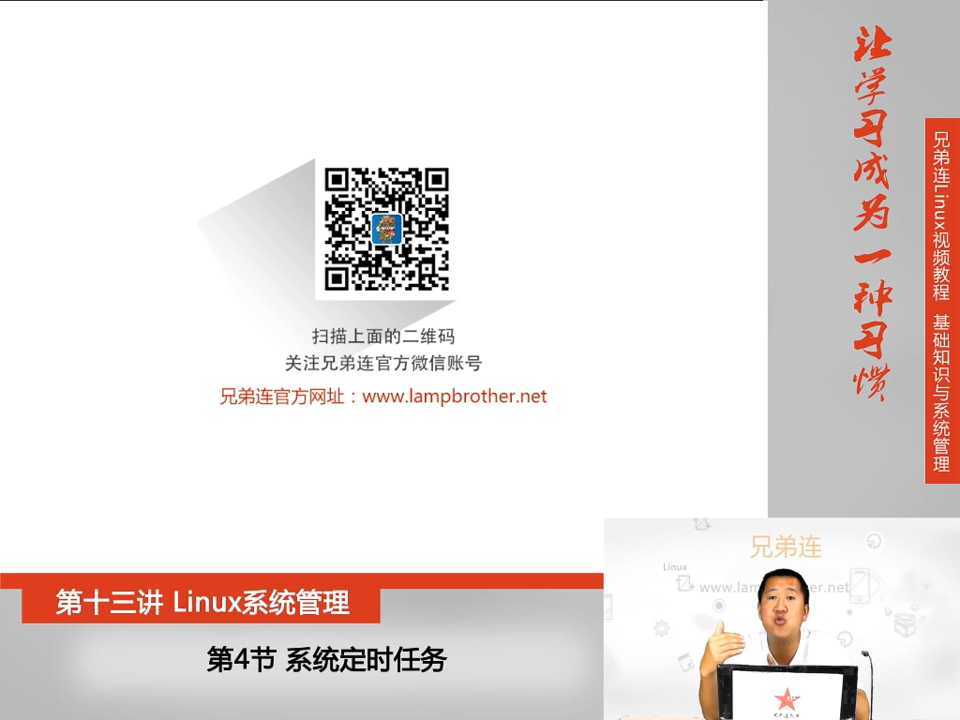 让学习成为一种习惯
兄弟连Linux视频教程 基础知识与系统管理
扫描上面的二维码
关注兄弟连官方微信账号
兄弟连官方网址：www.lampbrother.net
第十三讲 Linux系统管理
第4节 系统定时任务
兄弟连
Linux